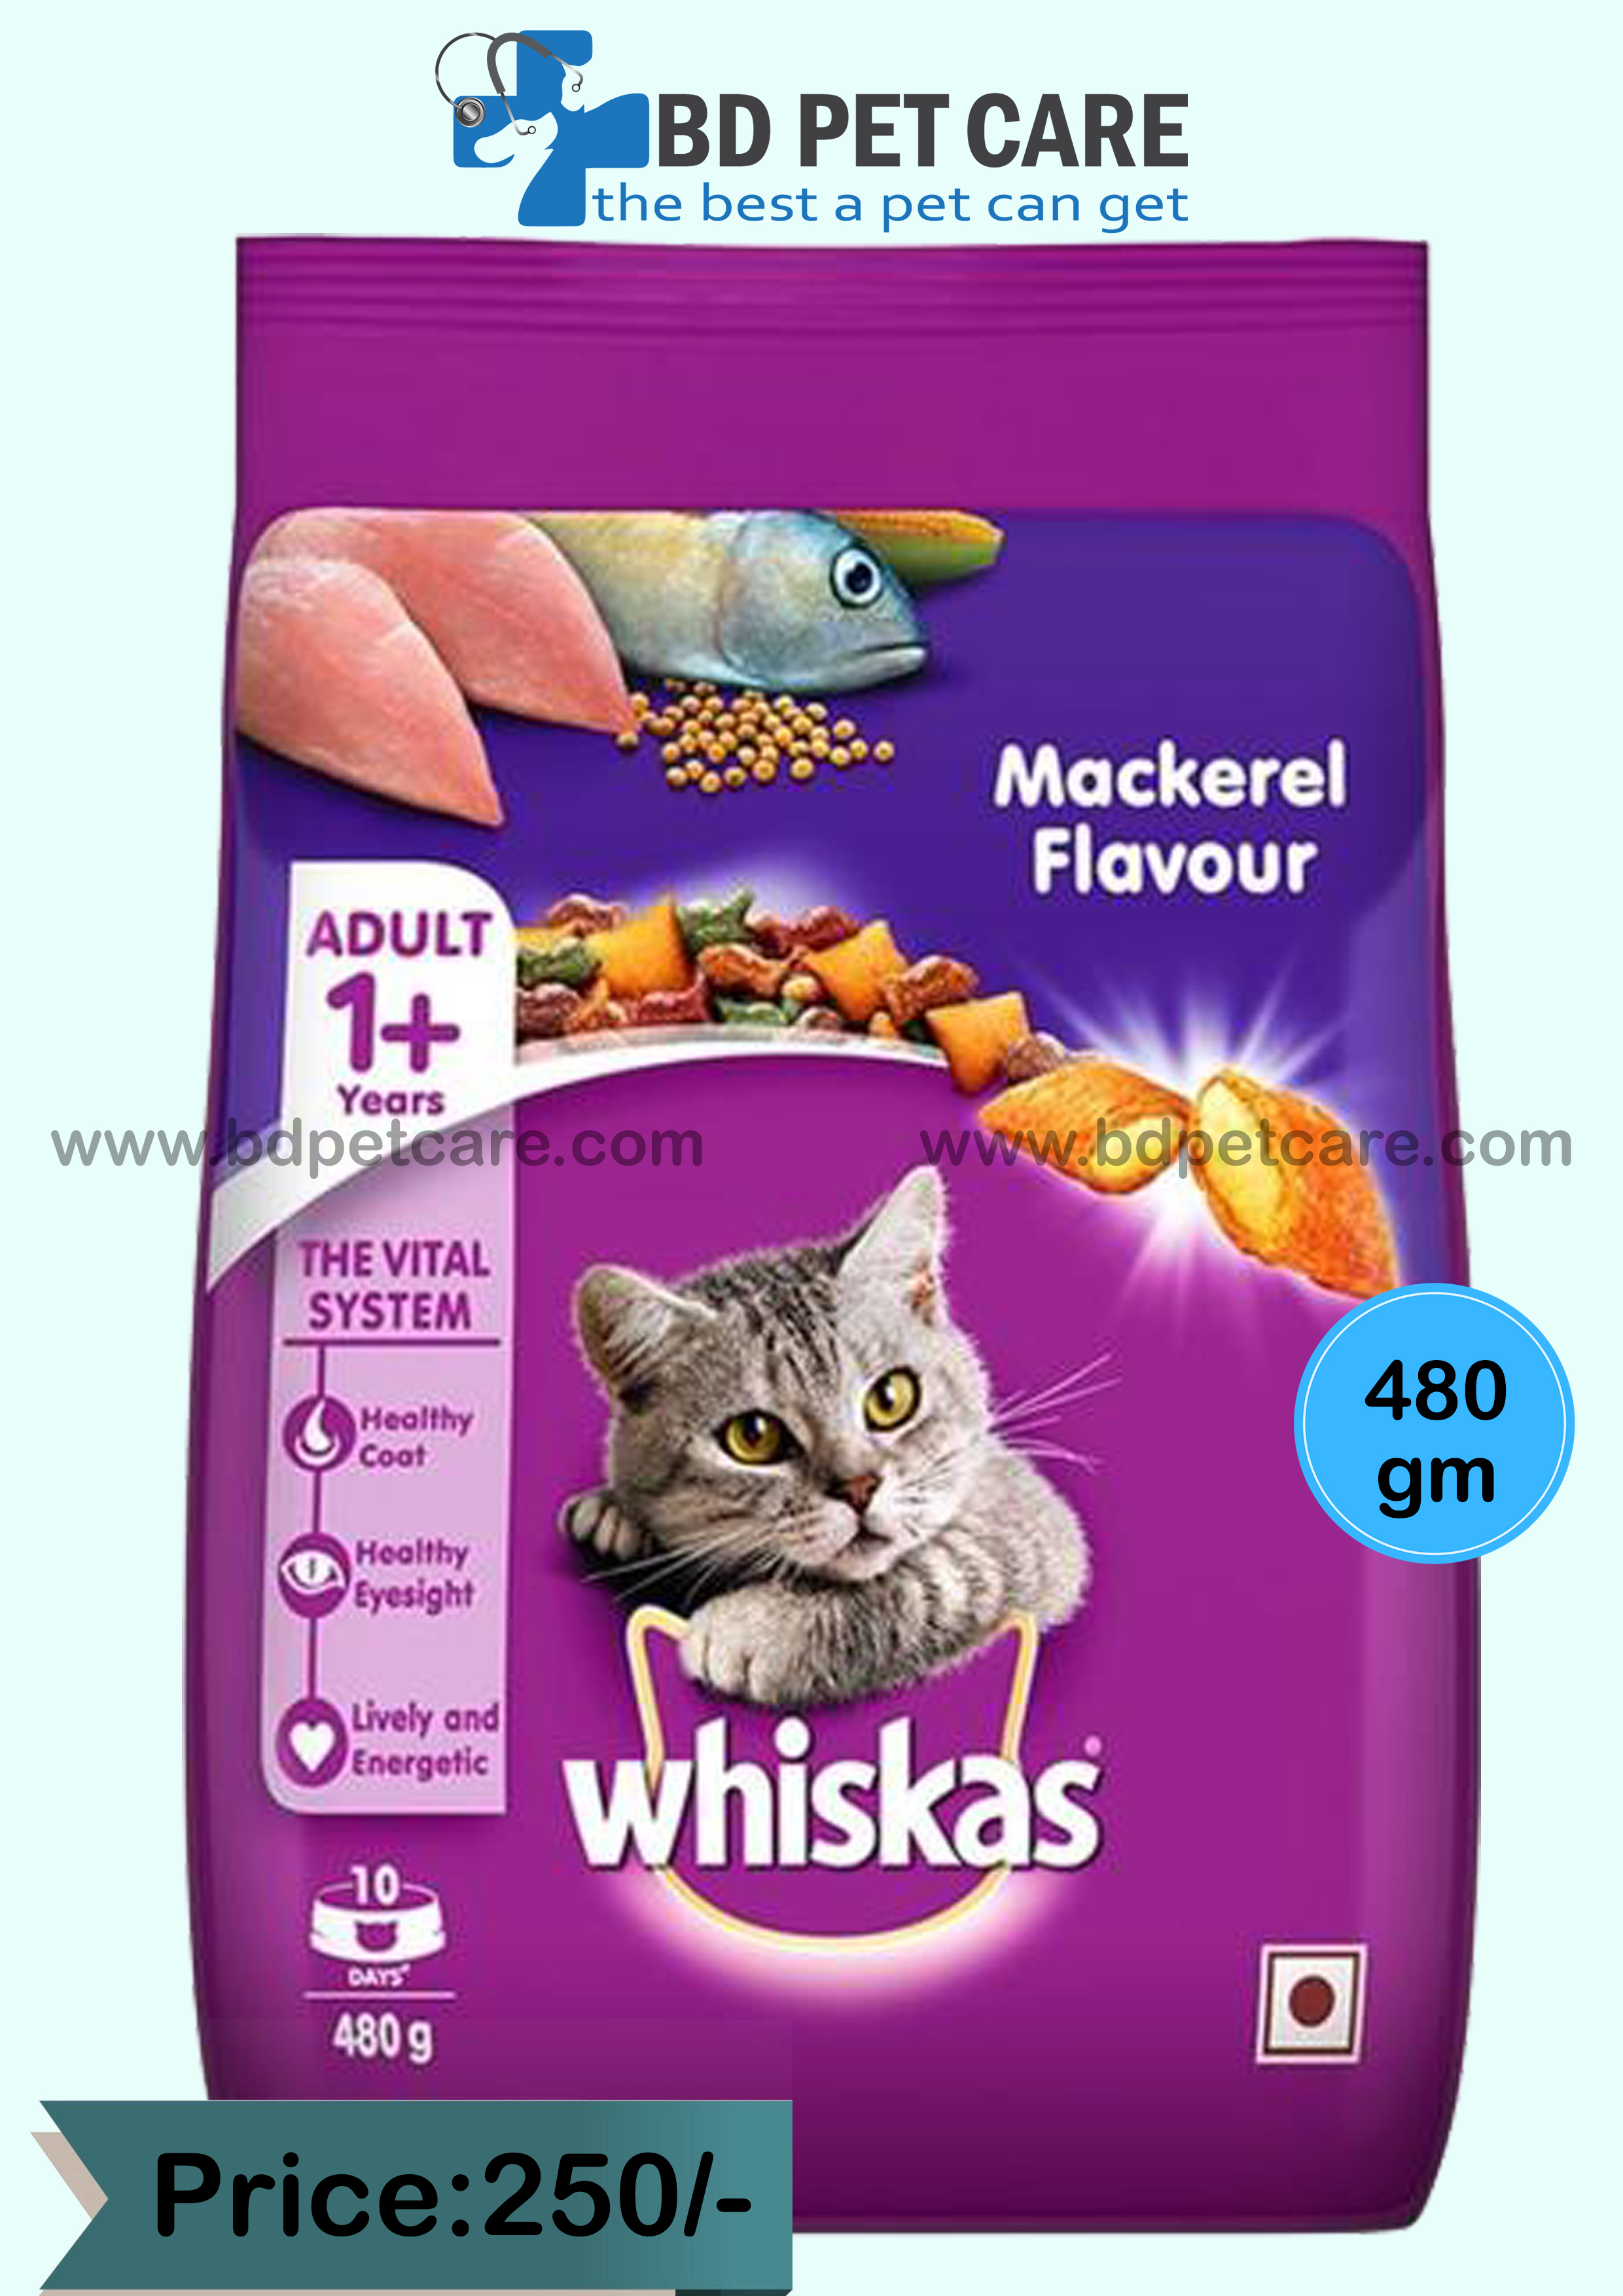 BD PET CARE
the best a pet can get
Mackerel
Flavour
ADULT
1+
Years
www.bdpetcare.com
www.bdpetcare.com
THE VITAL
SYSTEM
Healthy
Coat
Healthy
Eyesight
Lively and
Energetic
480
gm
whiskas®
10
DAYS*
480 g
Price:250/-